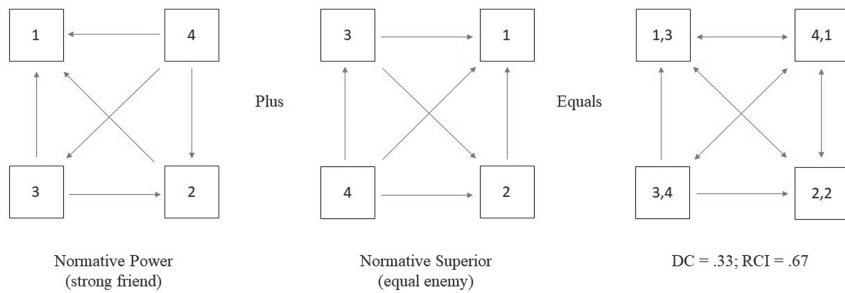 1 4 3 1 1,3 4,1
Plus Equals
3 2 4 2 3,4 2,2
Normative Power Normative Superior DC = .33; RCI = .67
(strong friend) (equal enemy)